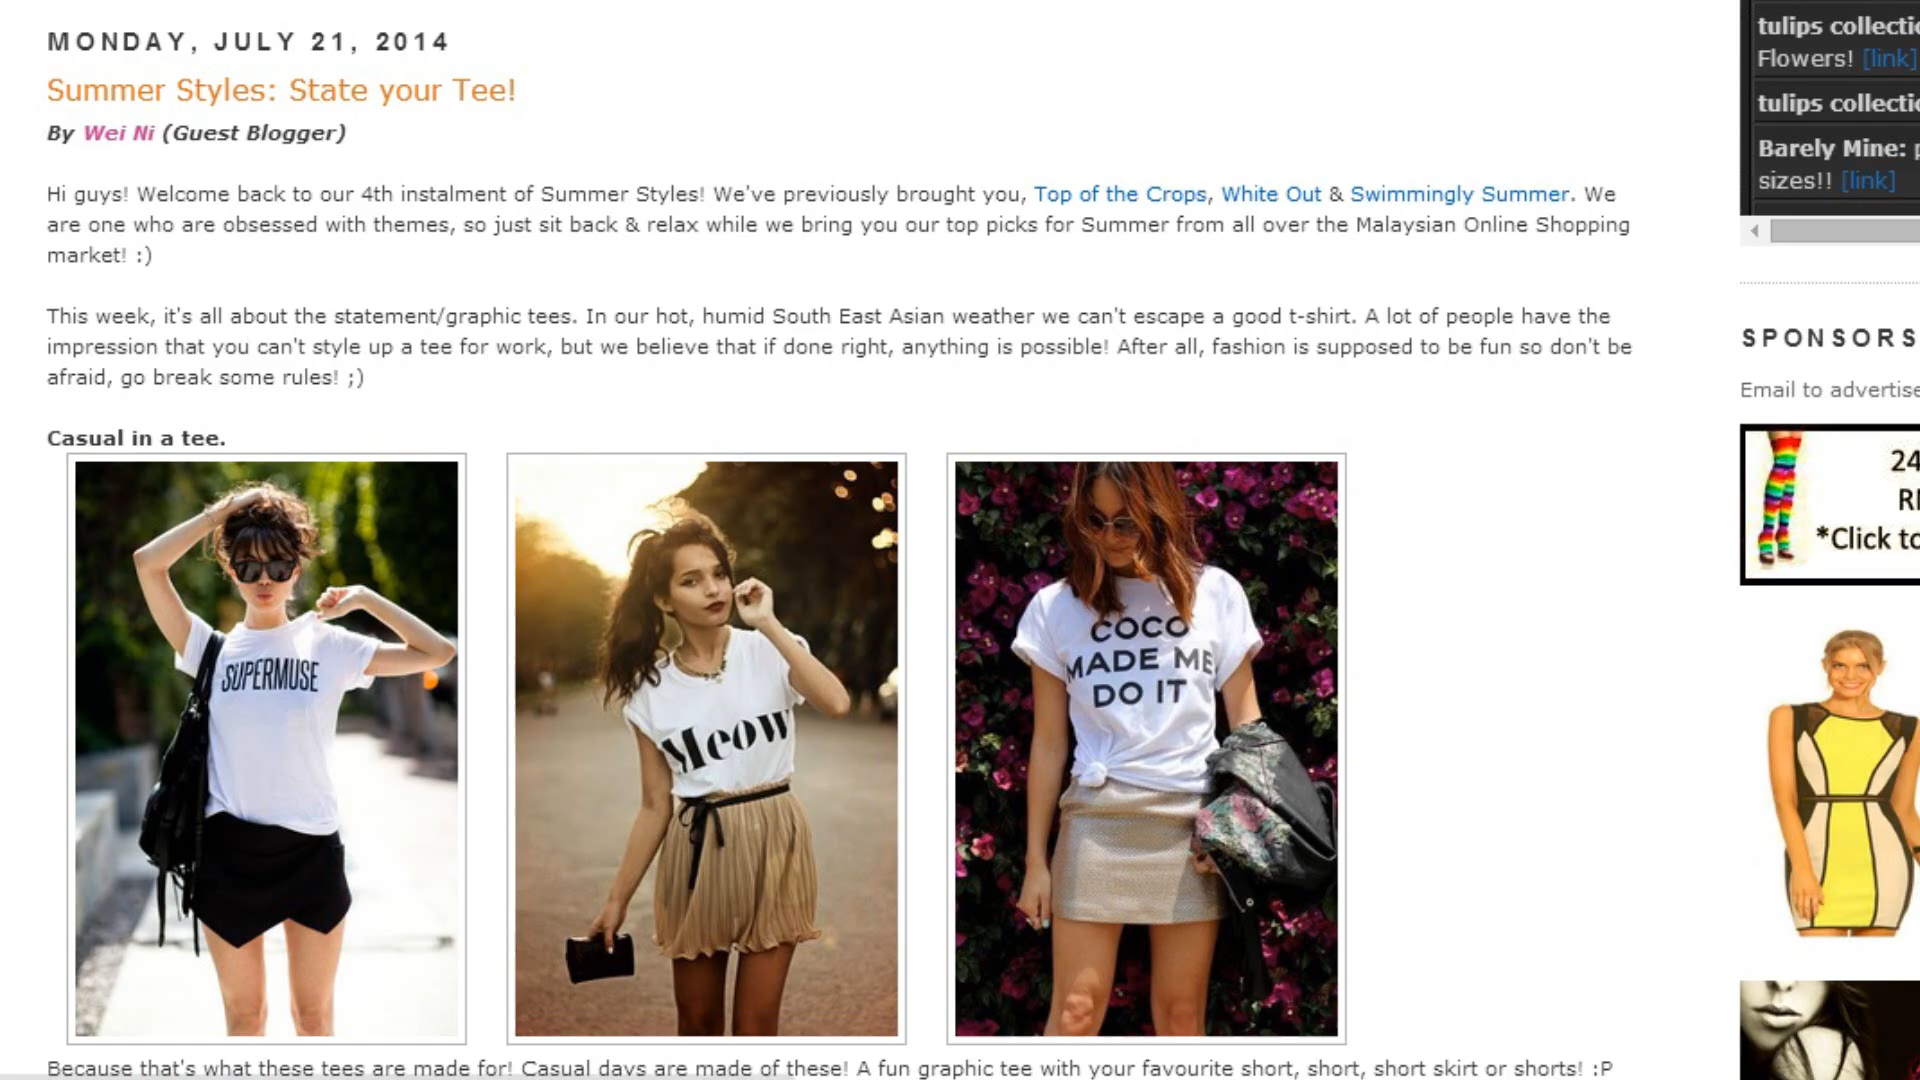 MONDAY, JULY 21, 2014
Summer Styles: State your Tee!
By Wei Ni (Guest Blogger)
Hi guys! Welcome back to our 4th instalment of Summer Styles! We've previously brought you, Top of the Crops, White Out & Swimmingly Summer. We
are one who are obsessed with themes, so just sit back & relax while we bring you our top picks for Summer from all over the Malaysian Online Shopping
market! :)
This week, it's all about the statement/graphic tees. In our hot, humid South East Asian weather we can't escape a good t-shirt. A lot of people have the
impression that you can't style up a tee for work, but we believe that if done right, anything is possible! After all, fashion is supposed to be fun so don't be
afraid, go break some rules! ;)
Casual in a tee.
SUPERMUSE
Meow
COCO
MADE ME
DO IT
Because that's what these tees are made for! Casual days are made of these! A fun graphic tee with your favourite short, short, short skirt or shorts! :P
tulips
Flowers! [link]
tulips
Barely Mine:
sizes!! [link]
SPONSORS
Email to
24
*Click